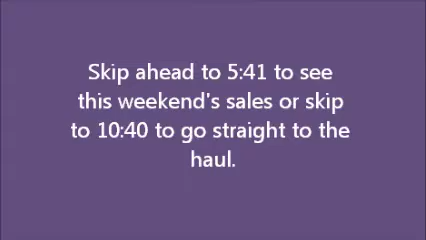 Skip ahead to 5:41 to see
this weekend's sales or skip
to 10:40 to go straight to the
haul.